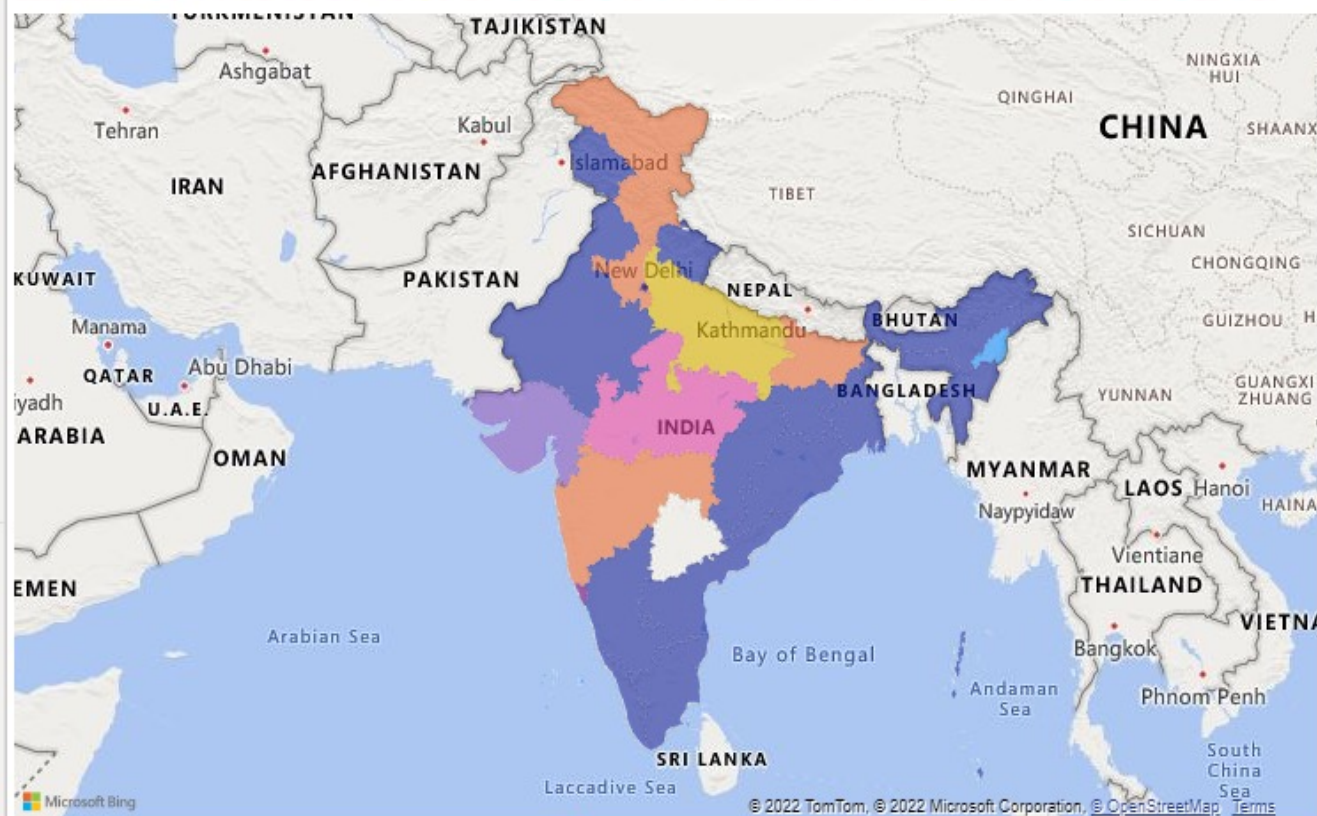 TURKMENISTAN
TAJIKISTAN
Ashgabat
NINGXIA
HUI
QINGHAI
CHINA
SHAANX
Tehran
Kabul
Islamabad
AFGHANISTAN
IRAN
TIBET
SICHUAN
CHONGQING
KUWAIT
PAKISTAN
New Delhi
NEPAL
Manama
Kathmandu
BHUTAN
GUIZHOU
H
QATAR
Abu Dhabi
iyadh
U.A.E.
BANGLADESH
YUNNAN
GUANGXI
ZHUANG
ARABIA
OMAN
INDIA
MYANMAR
LAOS
Hanoi
HAINA
Naypyidaw
Vientiane
EMEN
THAILAND
VIETNA
Arabian Sea
Bay of Bengal
Bangkok
Andaman
Sea
Phnom Penh
SRI LANKA
Laccadive Sea
South
China
Sea
Microsoft Bing
© 2022 TomTom, © 2022 Microsoft Corporation, © OpenStreetMap Terms